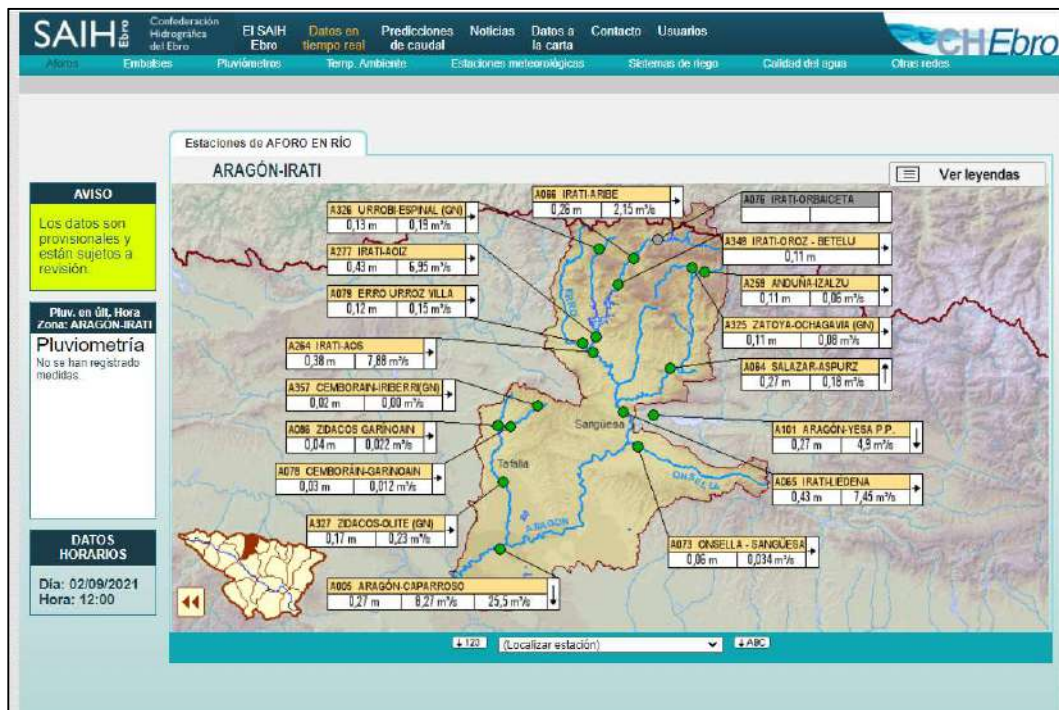 SAIH Ebro
Confederación
Hidrográfica
del Ebro
El SAIH
Ebro
Datos en
tiempo real
Predicciones
de caudal
Noticias
Datos a
la carta
Contacto
Usuarios
CHEbro
Aforos
Embalses
Pluviómetros
Temp. Ambiente
Estaciones meteorológicas
Sistemas de riego
Calidad del agua
Otras redes
Estaciones de AFORO EN RÍO
ARAGÓN-IRATI
Ver leyendas
AVISO
Los datos son
provisionales y
están sujetos a
revisión.
Pluv. en últ. Hora
Zona: ARAGÓN-IRATI
Pluviometría
No se han registrado
medidas.
DATOS
HORARIOS
Día: 02/09/2021
Hora: 12:00
A066 IRATI-ARIBE
0,26 m 2,15 m³/s
A076 IRATI-ORBAICETA
A326 URROBI-ESPINAL (GN)
0,13 m 0,19 m³/s
A277 IRATI-AOIZ
0,43 m 6,95 m³/s
A348 IRATI-OROZ - BETELU
0,11 m
A079 ERRO URROZ VILLA
0,12 m 0,15 m³/s
A259 ANDUÑA-IZALZU
0,11 m 0,06 m³/s
A264 IRATI-AOS
0,38 m 7,88 m³/s
A325 ZATOYA-OCHAGAVIA (GN)
0,11 m 0,08 m³/s
A064 SALAZAR-ASPURZ
0,27 m 0,18 m³/s
A357 CEMBORAIN-IRIBERRI(GN)
0,02 m 0,00 m³/s
A086 ZIDACOS GARINOAIN
0,04 m 0,022 m³/s
A101 ARAGÓN-YESA P.P.
0,27 m 4,9 m³/s
A078 CEMBORÁIN-GARINOAIN
0,03 m 0,012 m³/s
A065 IRATI-LIEDENA
0,43 m 7,45 m³/s
A327 ZIDACOS-OLITE (GN)
0,17 m 0,23 m³/s
A073 ONSELLA - SANGÜESA
0,06 m 0,034 m³/s
A005 ARAGÓN-CAPARROSO
0,27 m 8,27 m³/s 25,5 m³/s
ERRO
Sangüesa
Tafalla
ONSELLA
ARAGON
123
(Localizar estación)
ABC